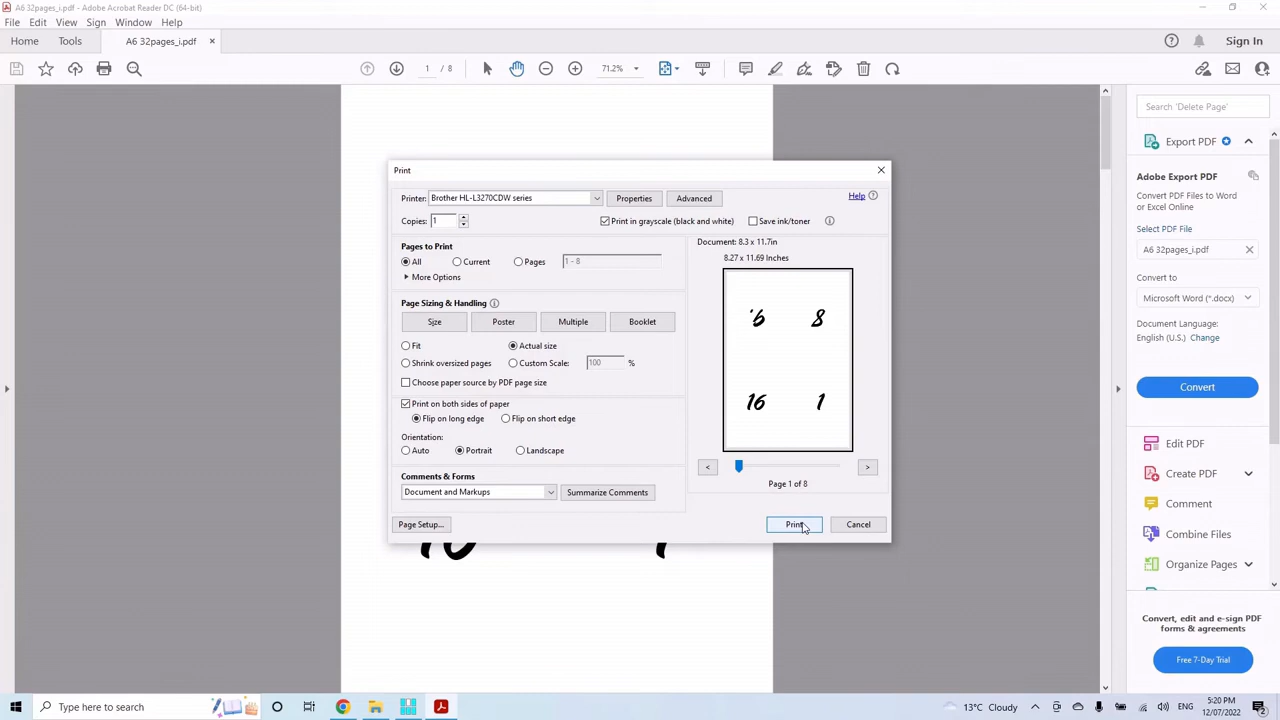 A6 32pages_i.pdf - Adobe Acrobat Reader DC (64-bit)
File Edit View Sign Window Help
Home Tools A6 32pages_i.pdf × Sign In
1 / 8 71.2%
Print
Printer: Brother HL-L3270CDW series Properties Advanced Help
Copies: 1 Print in grayscale (black and white) Save ink/toner
Pages to Print
All Current Pages 1 - 8
More Options
Page Sizing & Handling
Size Poster Multiple Booklet
Fit Actual size
Shrink oversized pages Custom Scale: 100 %
Choose paper source by PDF page size
Print on both sides of paper
Flip on long edge Flip on short edge
Orientation:
Auto Portrait Landscape
Comments & Forms
Document and Markups Summarize Comments
Page Setup...
Document: 8.3 x 11.7in
8.27 x 11.69 Inches
8
16 1
< >
Page 1 of 8
Print Cancel
Search 'Delete Page'
Export PDF
Adobe Export PDF
Convert PDF Files to Word
or Excel Online
Select PDF File
A6 32pages_i.pdf
Convert to
Microsoft Word (*.docx)
Document Language:
English (U.S.) Change
Convert
Edit PDF
Create PDF
Comment
Combine Files
Organize Pages
Convert, edit and e-sign PDF
forms & agreements
Free 7-Day Trial
Type here to search
13°C Cloudy ENG 5:20 PM
12/07/2022 2